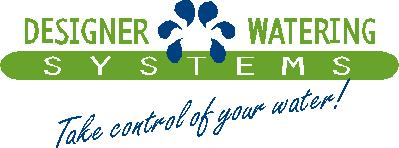 DESIGNER WATERING
SYSTEMS
Take control of your water!